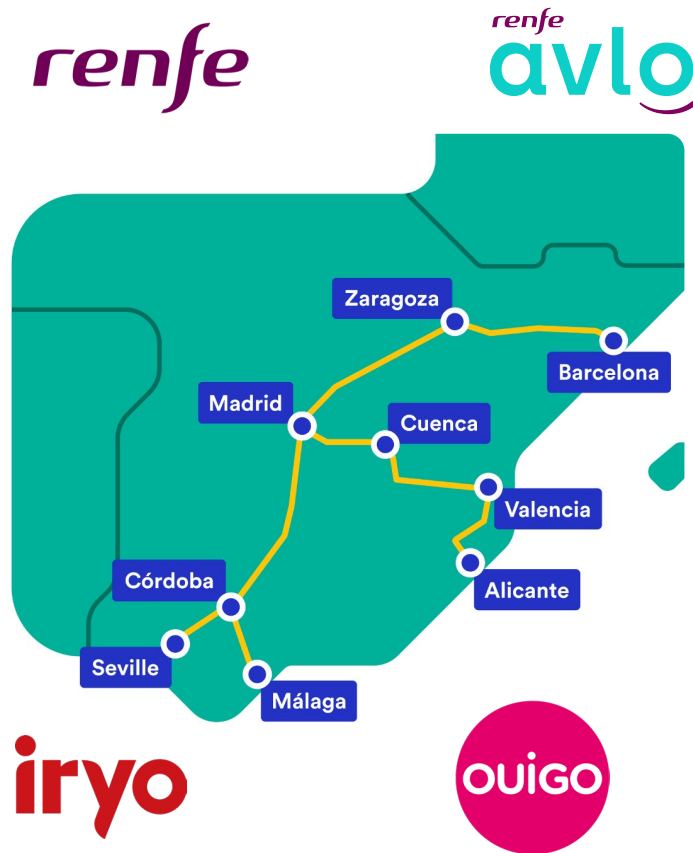 renfe
renfe
avlo
Zaragoza
Barcelona
Madrid
Cuenca
Valencia
Córdoba
Alicante
Seville
Málaga
iryo
OUIGO